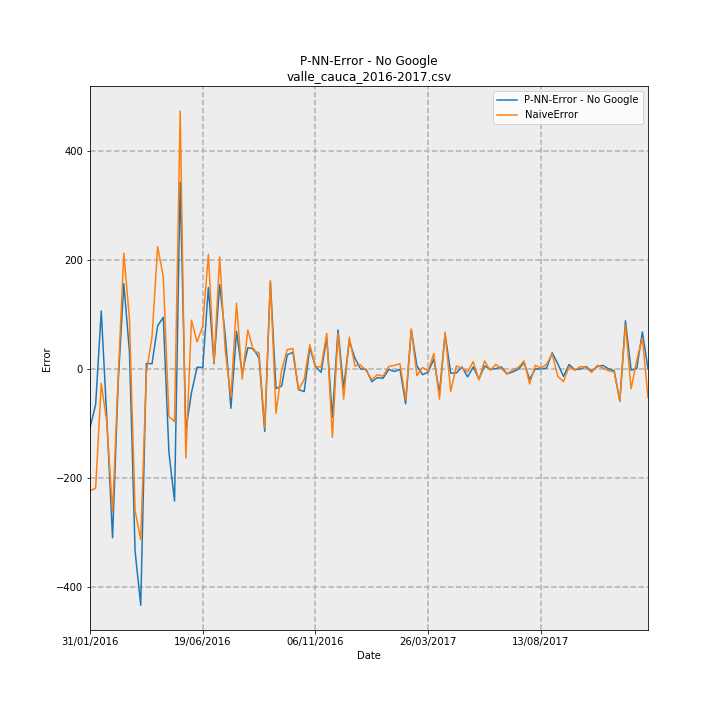 P-NN-Error - No Google
valle_cauca_2016-2017.csv
P-NN-Error - No Google
NaiveError
400
200
0
−200
−400
Error
31/01/2016
19/06/2016
06/11/2016
26/03/2017
13/08/2017
Date